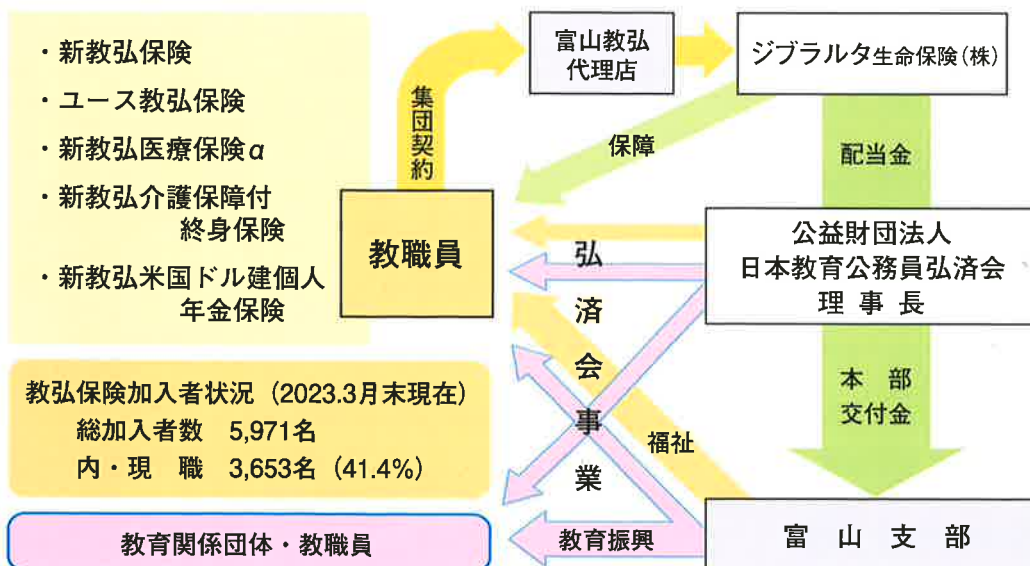 ・新教弘保険
・ユース教弘保険
・新教弘医療保険α
・新教弘介護保障付
終身保険
・新教弘米国ドル建個人
年金保険
集団契約
富山教弘
代理店
ジブラルタ生命保険(株)
保障
配当金
教職員
公益財団法人
日本教育公務員弘済会
理事長
弘済会事業
本部
交付金
教弘保険加入者状況(2023.3月末現在)
総加入者数 5,971名
内・現職 3,653名(41.4%)
福祉
教育関係団体・教職員
教育振興
富山支部